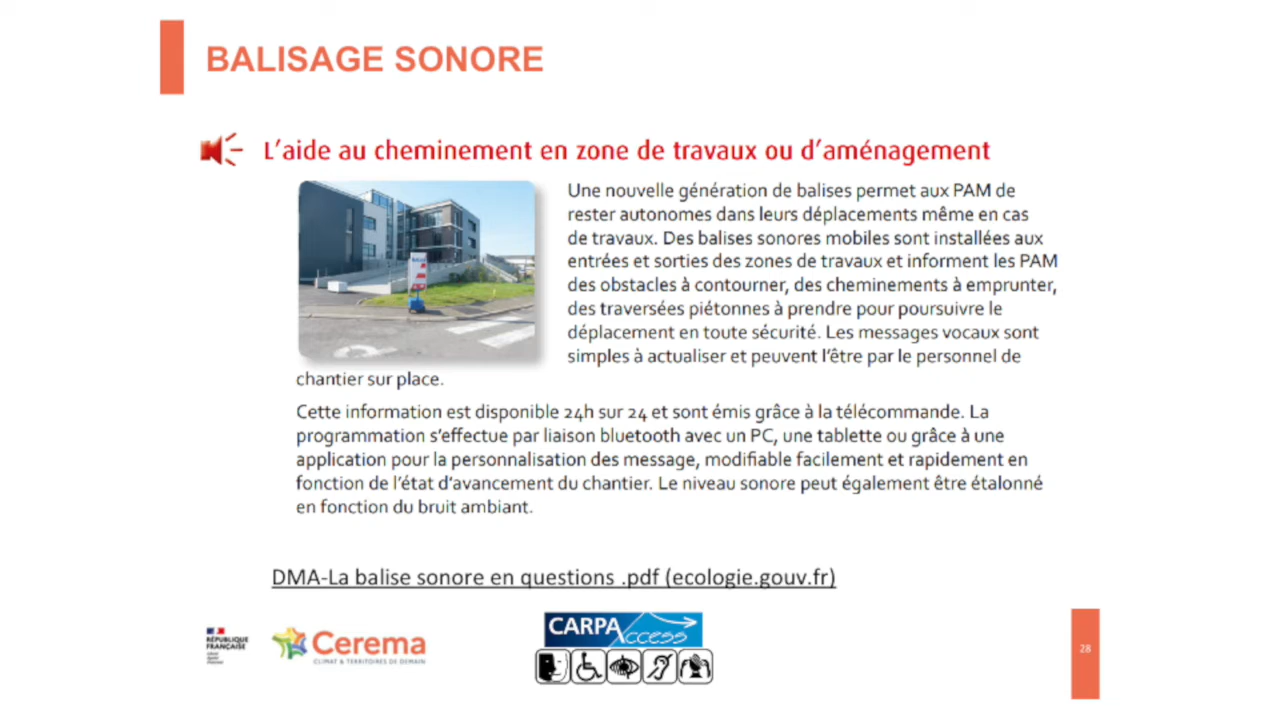 BALISAGE SONORE
L'aide au cheminement en zone de travaux ou d'aménagement
Une nouvelle génération de balises permet aux PAM de
rester autonomes dans leurs déplacements même en cas
de travaux. Des balises sonores mobiles sont installées aux
entrées et sorties des zones de travaux et informent les PAM
des obstacles à contourner, des cheminements à emprunter,
des traversées piétonnes à prendre pour poursuivre le
déplacement en toute sécurité. Les messages vocaux sont
simples à actualiser et peuvent l'être par le personnel de
chantier sur place.
Cette information est disponible 24h sur 24 et sont émis grâce à la télécommande. La
programmation s'effectue par liaison bluetooth avec un PC, une tablette ou grâce à une
application pour la personnalisation des message, modifiable facilement et rapidement en
fonction de l'état d'avancement du chantier. Le niveau sonore peut également être étalonné
en fonction du bruit ambiant.
DMA-La balise sonore en questions .pdf (ecologie.gouv.fr)
RÉPUBLIQUE
FRANÇAISE
Cerema
CLIMAT & TERRITOIRES DE DEMAIN
CARPA Access
28